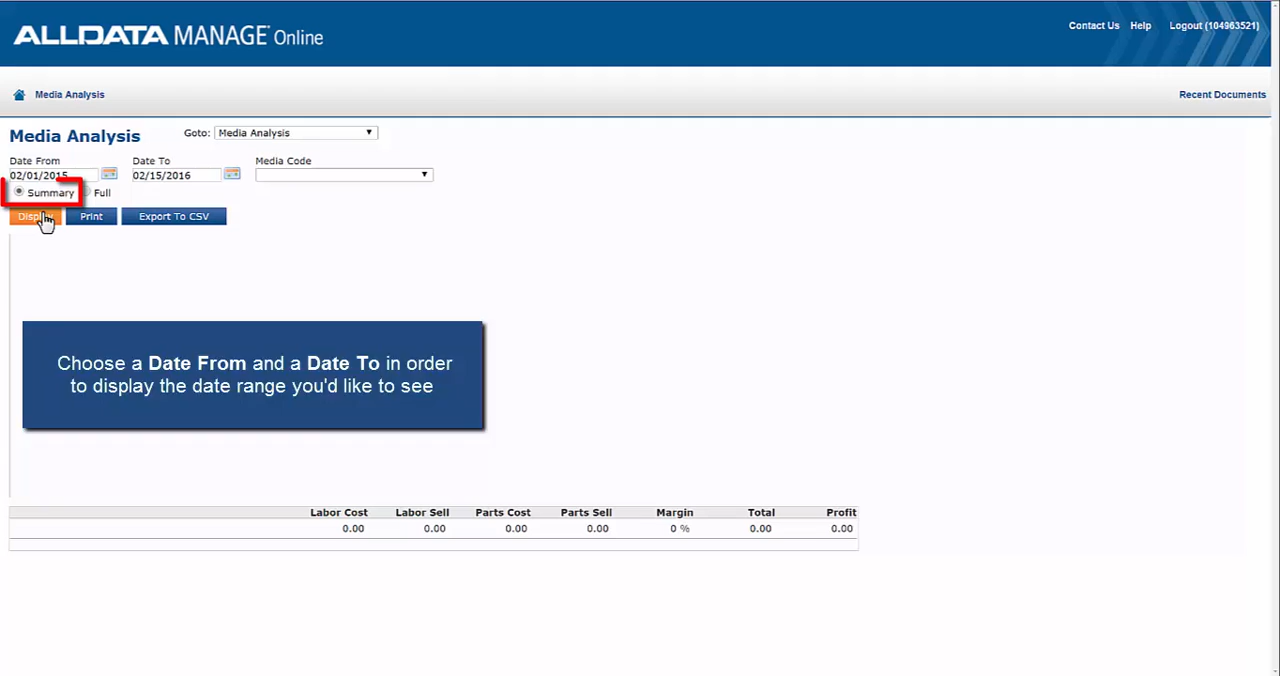 ALLDATA MANAGE Online
Contact Us Help Logout (104963521)
Media Analysis
Recent Documents
Media Analysis
Goto: Media Analysis
Date From Date To Media Code
02/01/2015 02/15/2016
Summary Full
Display Print Export To CSV
Choose a Date From and a Date To in order
to display the date range you'd like to see
Labor Cost Labor Sell Parts Cost Parts Sell Margin Total Profit
0.00 0.00 0.00 0.00 0 % 0.00 0.00